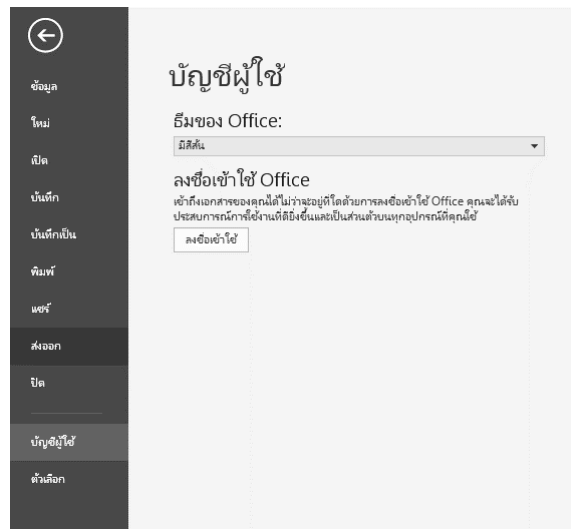 ข้อมูล
ใหม่
เปิด
บันทึก
บันทึกเป็น
พิมพ์
แชร์
ส่งออก
ปิด
บัญชีผู้ใช้
ตัวเลือก
บัญชีผู้ใช้
ธีมของ Office:
มีสีสัน
ลงชื่อเข้าใช้ Office
เข้าถึงเอกสารของคุณได้ไม่ว่าจะอยู่ที่ใดด้วยการลงชื่อเข้าใช้ Office คุณจะได้รับ
ประสบการณ์การใช้งานที่ดียิ่งขึ้นและเป็นส่วนตัวบนทุกอุปกรณ์ที่คุณใช้
ลงชื่อเข้าใช้